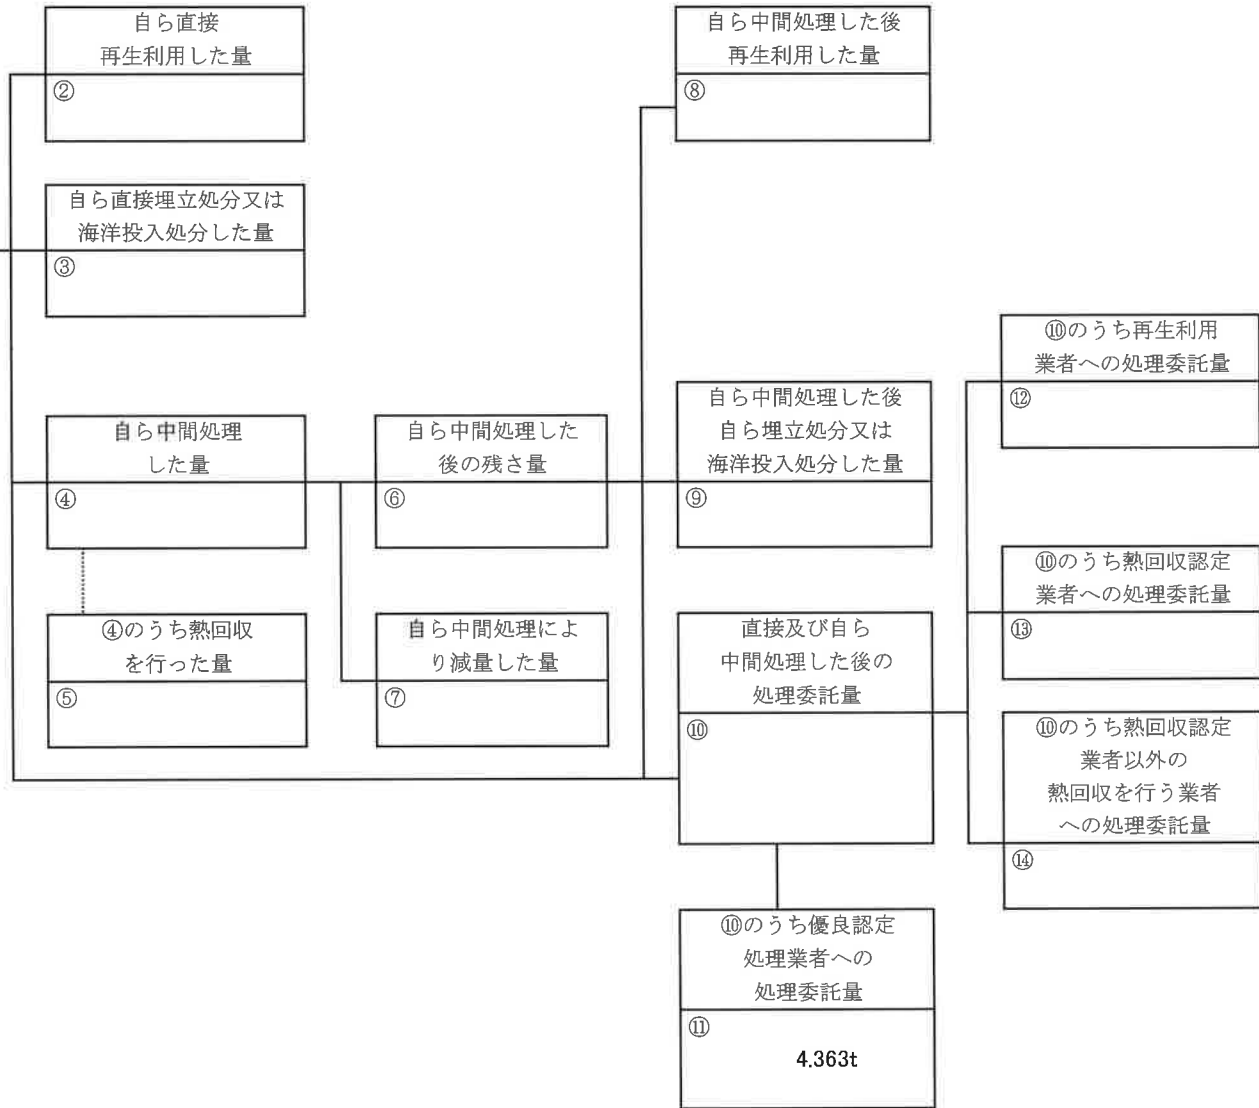 自ら直接
再生利用した量
②
自ら中間処理した後
再生利用した量
⑧
自ら直接埋立処分又は
海洋投入処分した量
③
⑩のうち再生利用
業者への処理委託量
⑫
自ら中間処理
した量
④
自ら中間処理した
後の残さ量
⑥
自ら中間処理した後
自ら埋立処分又は
海洋投入処分した量
⑨
⑩のうち熱回収認定
業者への処理委託量
⑬
④のうち熱回収
を行った量
⑤
自ら中間処理によ
り減量した量
⑦
直接及び自ら
中間処理した後の
処理委託量
⑩
⑩のうち熱回収認定
業者以外の
熱回収を行う業者
への処理委託量
⑭
⑩のうち優良認定
処理業者への
処理委託量
⑪
4.363t